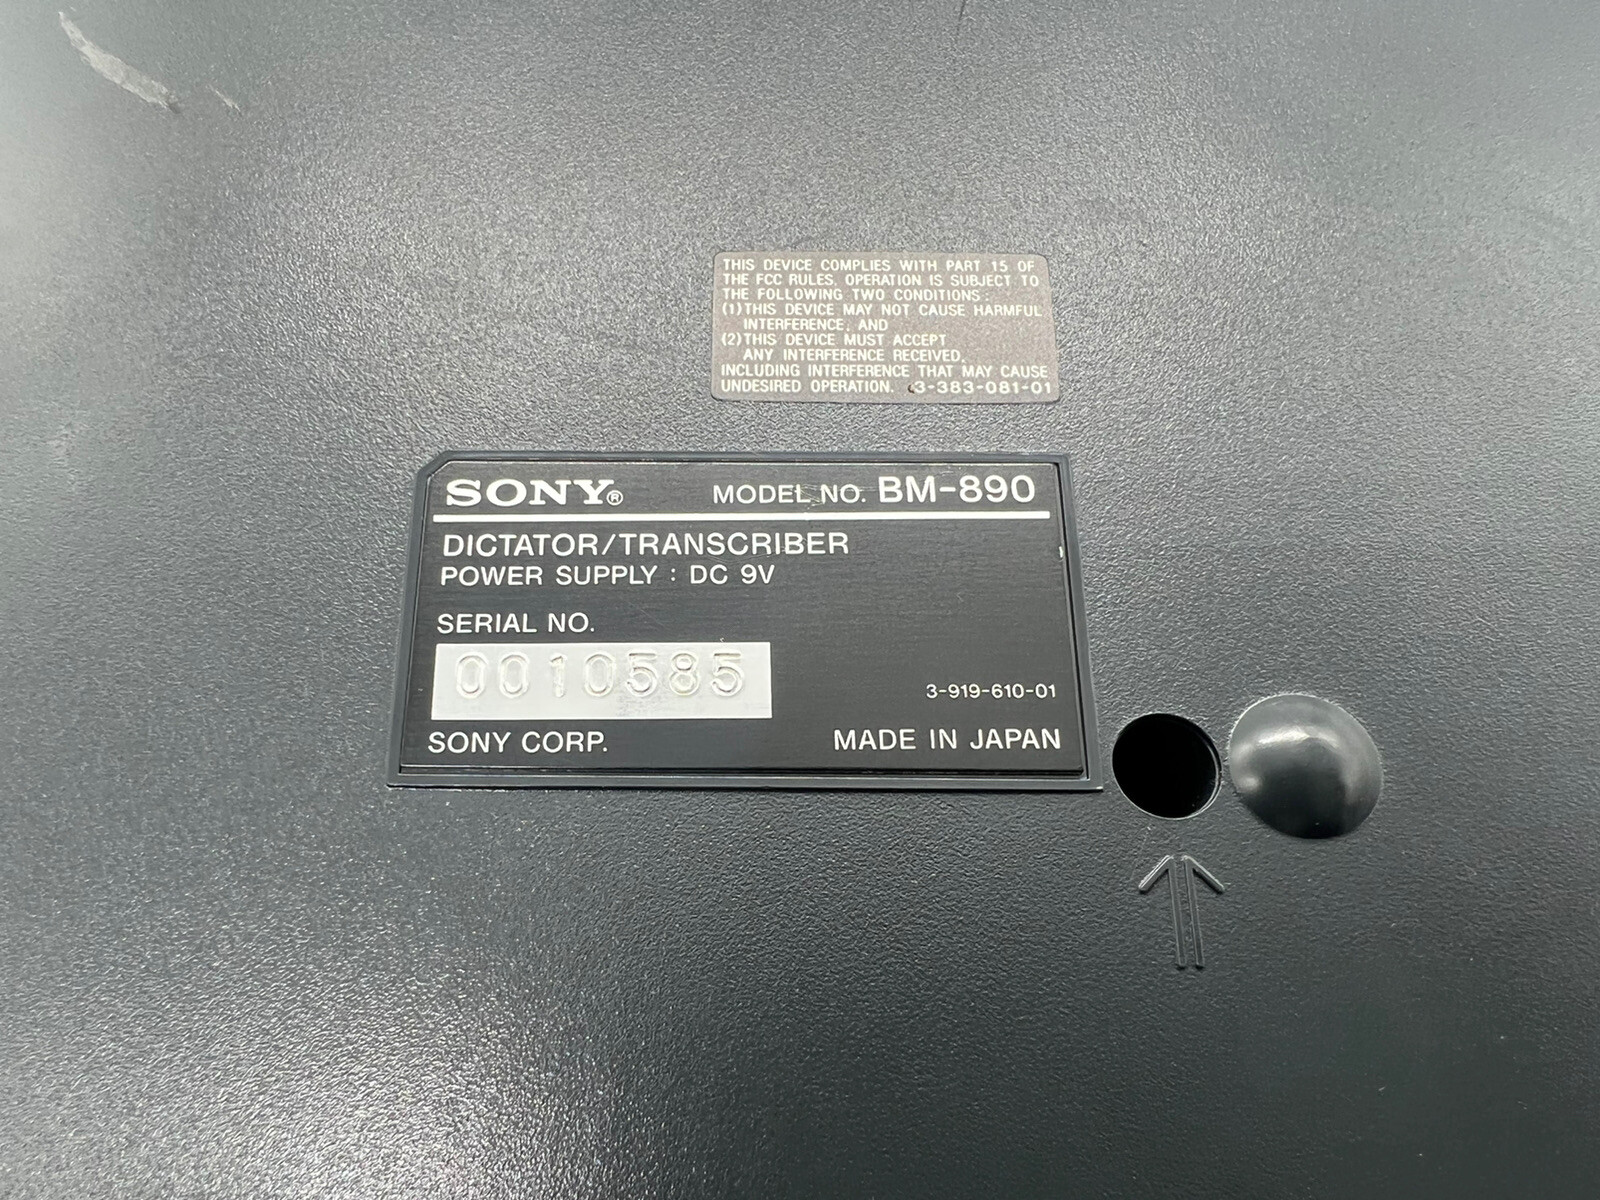 THIS DEVICE COMPLIES WITH PART 15 OF
THE FCC RULES. OPERATION IS SUBJECT TO
THE FOLLOWING TWO CONDITIONS :
(1)THIS DEVICE MAY NOT CAUSE HARMFUL
INTERFERENCE, AND
(2)THIS DEVICE MUST ACCEPT
ANY INTERFERENCE RECEIVED,
INCLUDING INTERFERENCE THAT MAY CAUSE
UNDESIRED OPERATION. 3-383-081-01
SONY® MODEL NO. BM-890
DICTATOR/TRANSCRIBER
POWER SUPPLY : DC 9V
SERIAL NO.
0010585
3-919-610-01
SONY CORP. MADE IN JAPAN